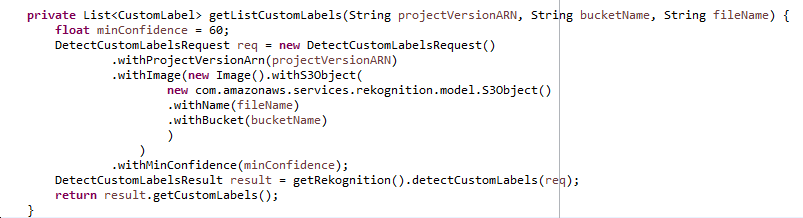 private List<CustomLabel> getListCustomLabels(String projectVersionARN, String bucketName, String fileName) {
    float minConfidence = 60;
    DetectCustomLabelsRequest req = new DetectCustomLabelsRequest()
            .withProjectVersionArn(projectVersionARN)
            .withImage(new Image().withS3Object(
                    new com.amazonaws.services.rekognition.model.S3Object()
                    .withName(fileName)
                    .withBucket(bucketName)
                    )
                )
            .withMinConfidence(minConfidence);
    DetectCustomLabelsResult result = getRekognition().detectCustomLabels(req);
    return result.getCustomLabels();
}